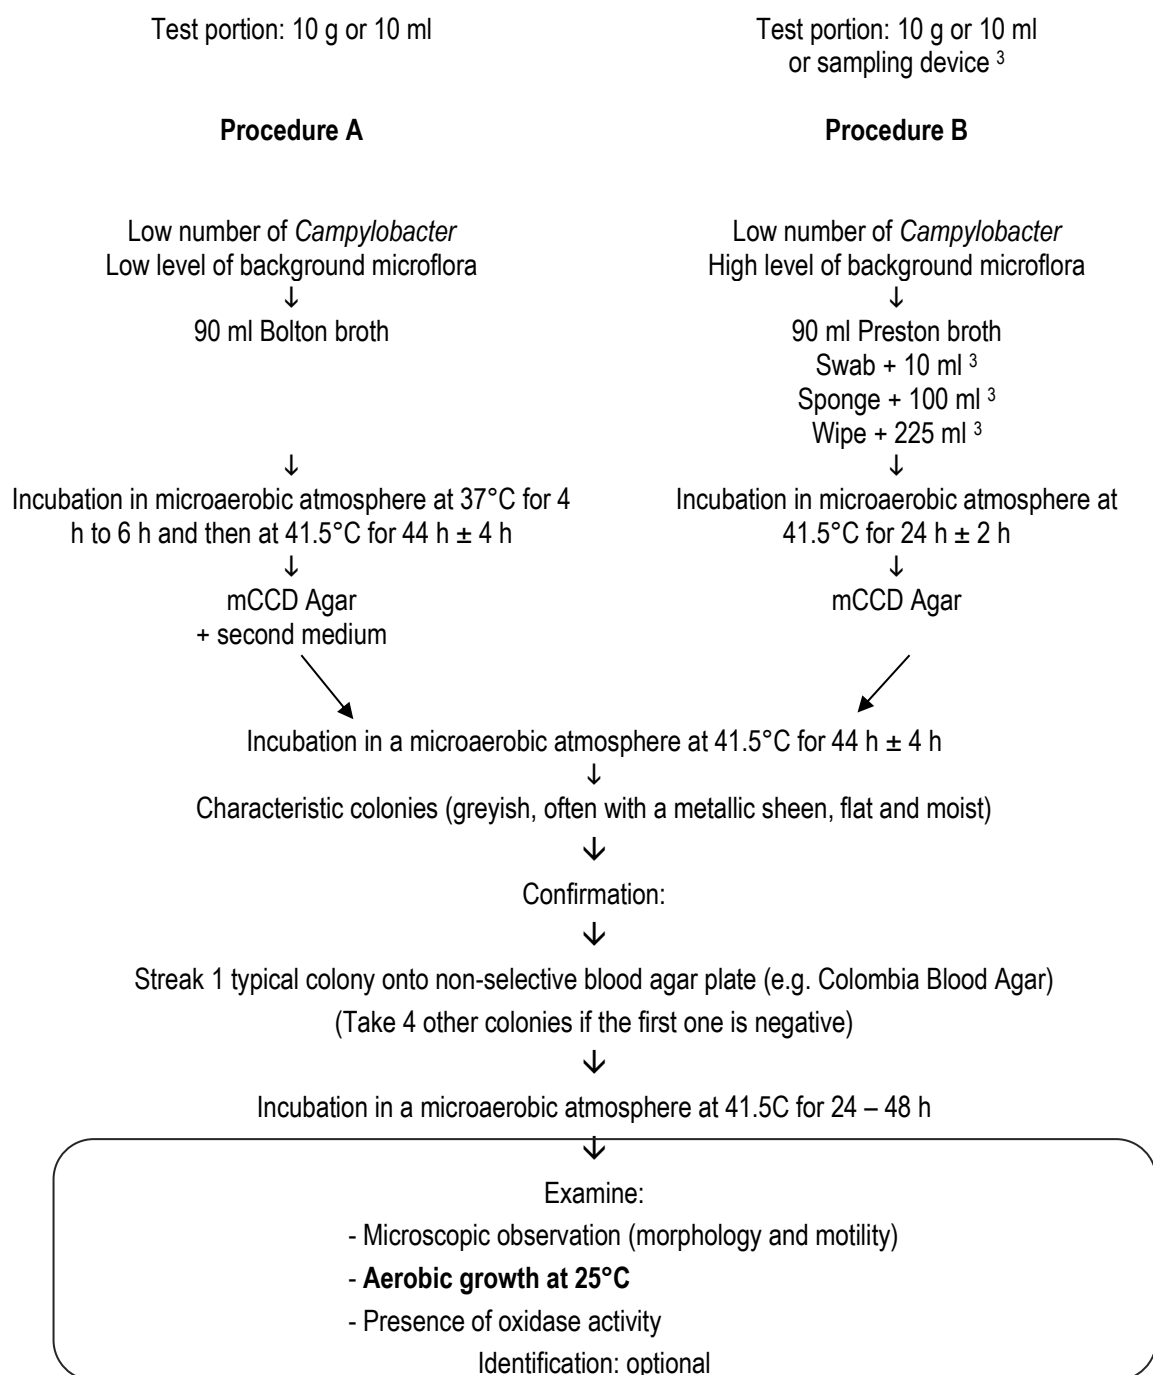 Test portion: 10 g or 10 ml
Procedure A
Low number of Campylobacter
Low level of background microflora
↓
90 ml Bolton broth
↓
Incubation in microaerobic atmosphere at 37°C for 4
h to 6 h and then at 41.5°C for 44 h ± 4 h
↓
mCCD Agar
+ second medium
Test portion: 10 g or 10 ml
or sampling device ³
Procedure B
Low number of Campylobacter
High level of background microflora
↓
90 ml Preston broth
Swab + 10 ml ³
Sponge + 100 ml ³
Wipe + 225 ml ³
↓
Incubation in microaerobic atmosphere at
41.5°C for 24 h ± 2 h
↓
mCCD Agar
Incubation in a microaerobic atmosphere at 41.5°C for 44 h ± 4 h
↓
Characteristic colonies (greyish, often with a metallic sheen, flat and moist)
↓
Confirmation:
↓
Streak 1 typical colony onto non-selective blood agar plate (e.g. Colombia Blood Agar)
(Take 4 other colonies if the first one is negative)
↓
Incubation in a microaerobic atmosphere at 41.5C for 24 – 48 h
↓
Examine:
- Microscopic observation (morphology and motility)
- Aerobic growth at 25°C
- Presence of oxidase activity
Identification: optional